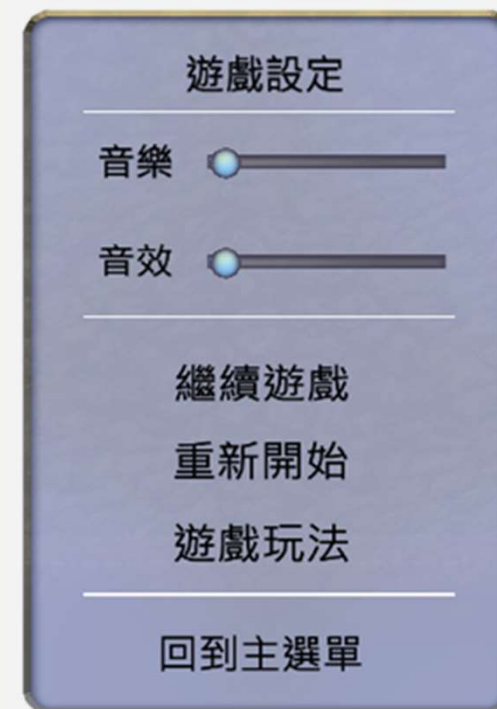 遊戲設定
音樂
音效
繼續遊戲
重新開始
遊戲玩法
回到主選單